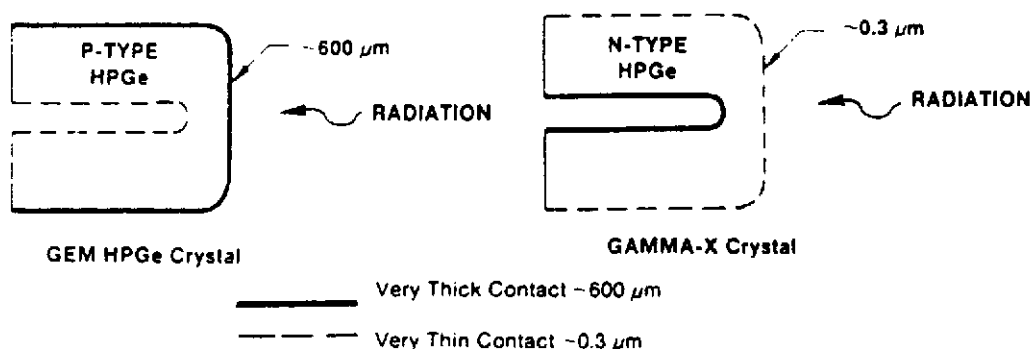 P-TYPE
HPGe
~600 μm
RADIATION
GEM HPGe Crystal
N-TYPE
HPGe
~0.3 μm
RADIATION
GAMMA-X Crystal
Very Thick Contact ~600 μm
Very Thin Contact ~0.3 μm